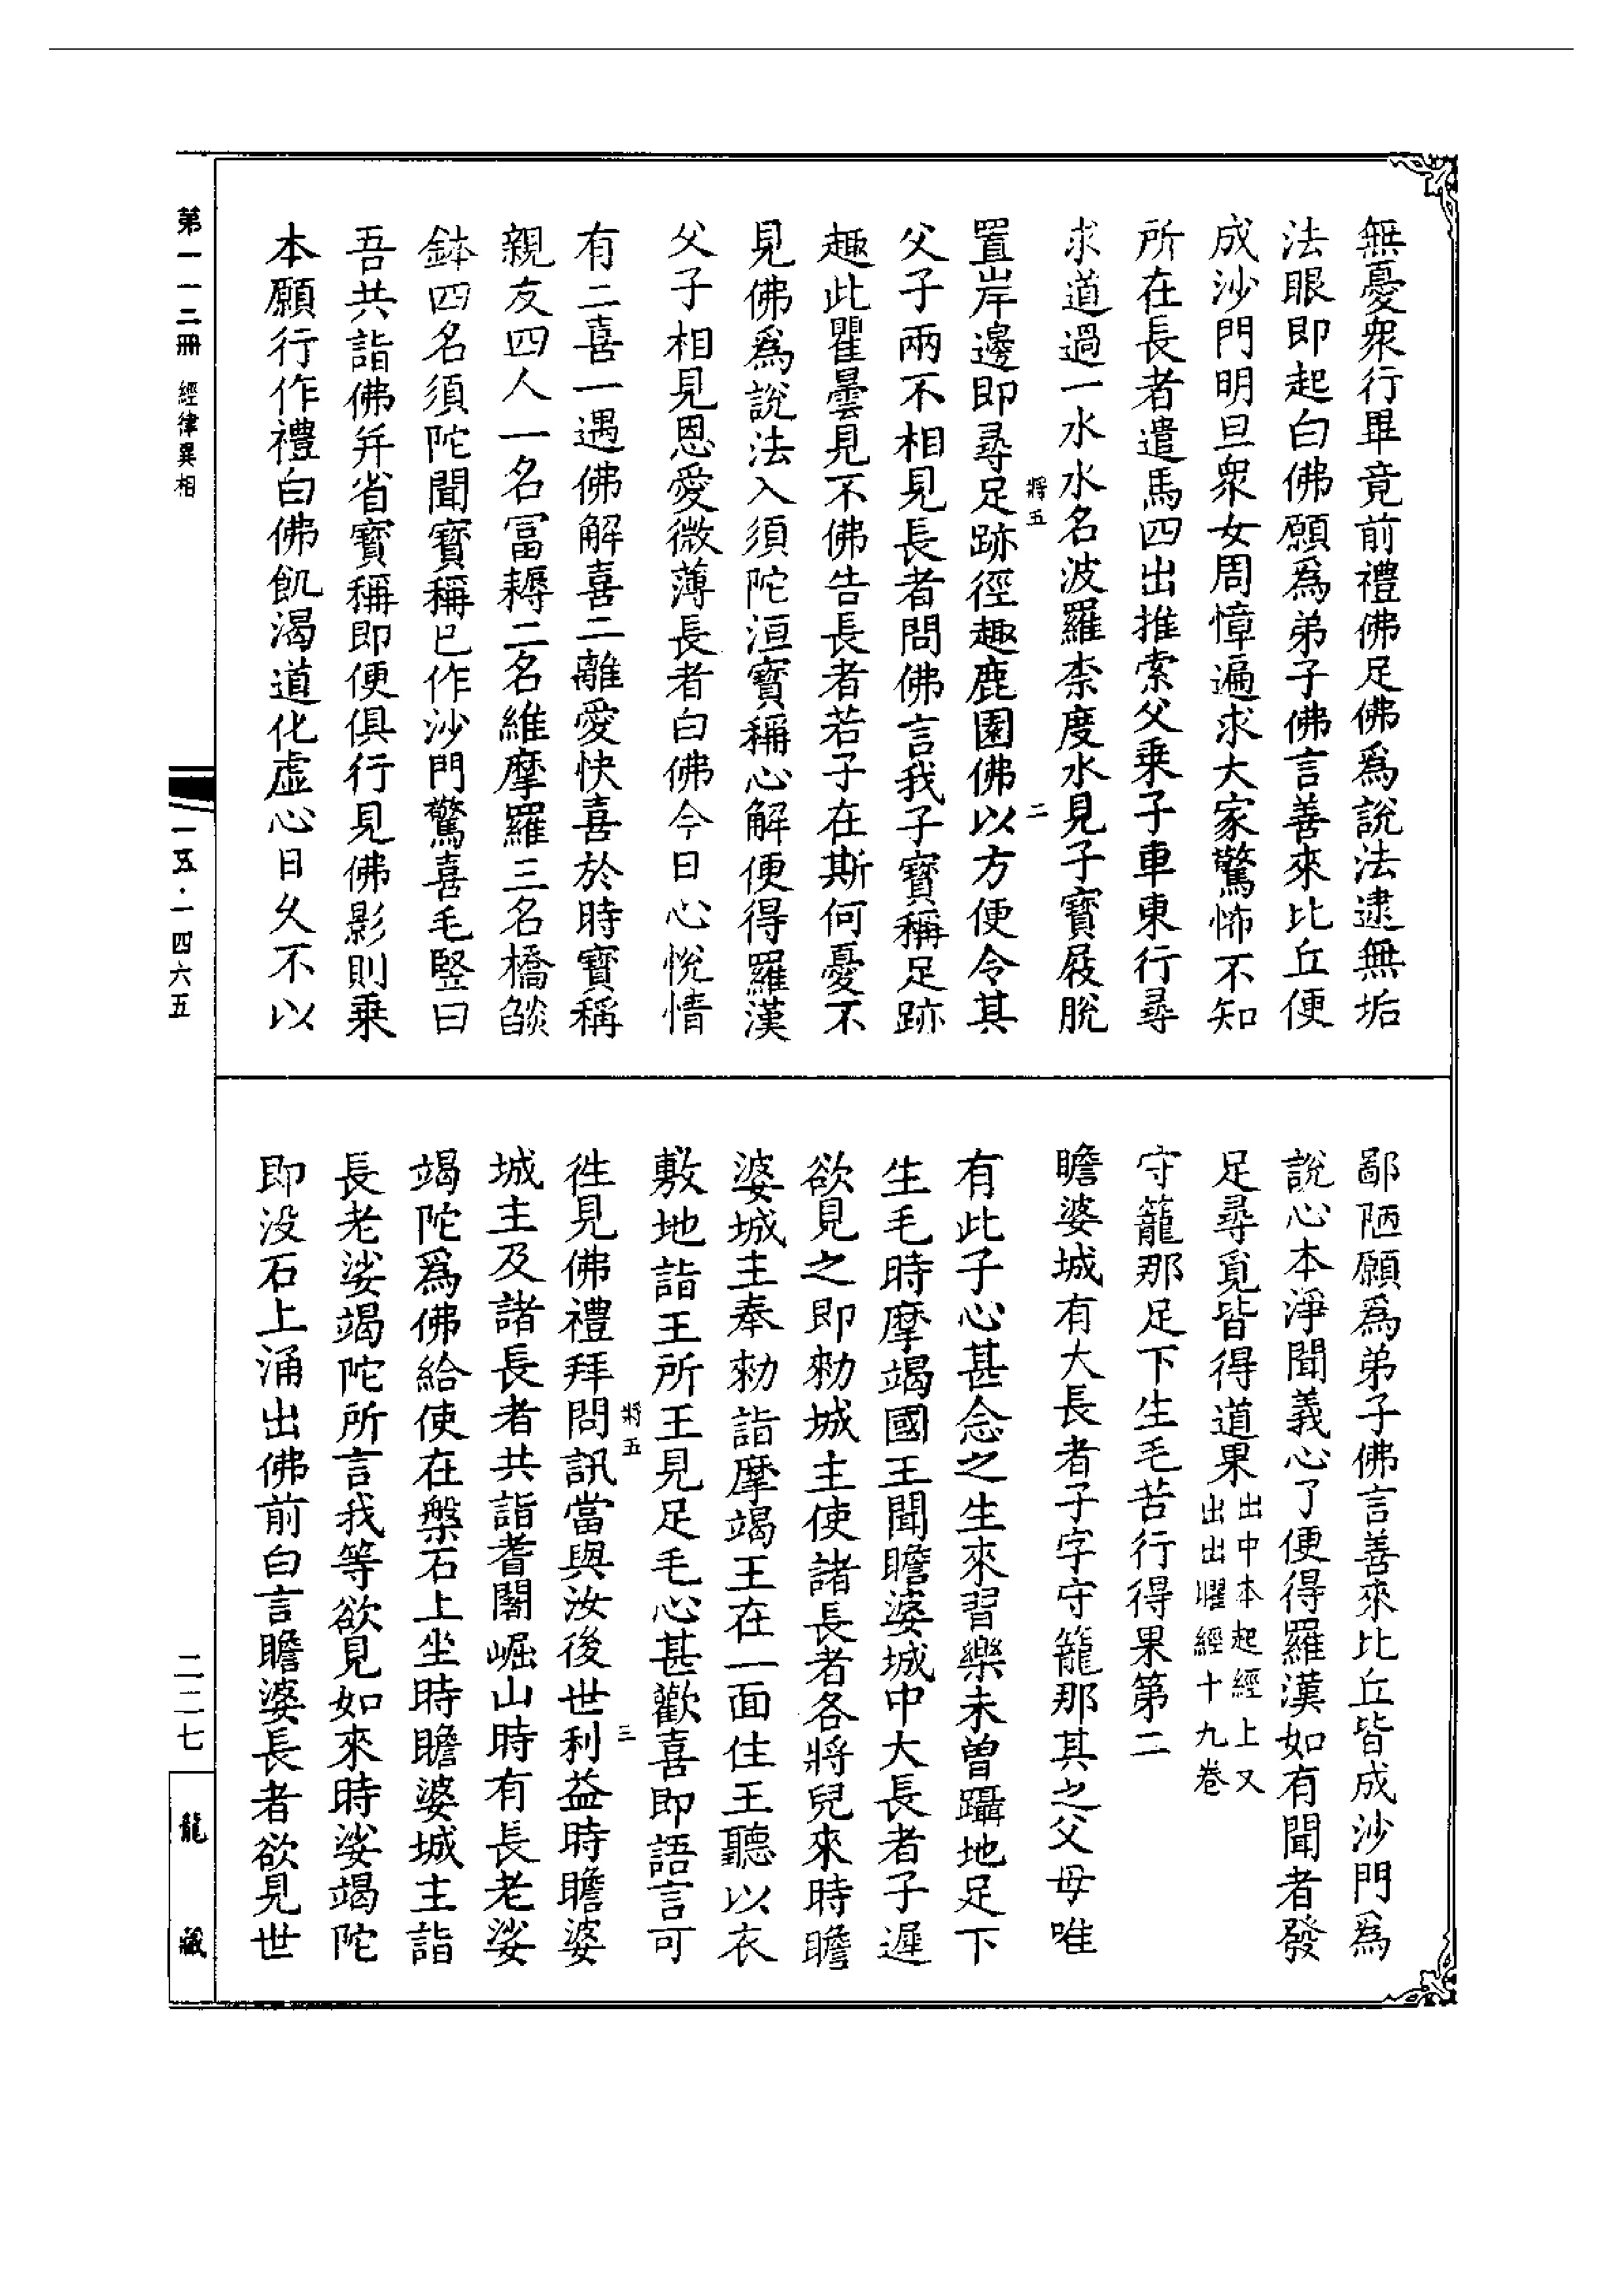 無憂衆行畢竟前禮佛足佛爲說法逮無垢
法眼即起白佛願爲弟子佛言善來比丘便
成沙門明旦衆女周慞遍求大家驚怖不知
所在長者遣馬四出推索父乘子車東行尋
求道過一水水名波羅柰度水見子寶屐脫
將五
二
置岸邊即尋足跡徑趣鹿園佛以方便令其
父子兩不相見長者問佛言我子寶稱足跡
趣此瞿曇見不佛告長者若子在斯何憂不
見佛爲說法入須陀洹寶稱心解便得羅漢
父子相見恩愛微薄長者白佛今日心悅情
有二喜一遇佛解喜二離愛快喜於時寶稱
親友四人一名冨耨二名維摩羅三名橋𦦨
鉢四名須陀聞寶稱已作沙門驚喜毛竪曰
吾共詣佛并省寶稱即便俱行見佛影則乗
本願行作禮白佛飢渴道化虛心日久不以
鄙陋願爲弟子佛言善來比丘皆成沙門爲
說心本淨聞義心了便得羅漢如有聞者發
足尋覓皆得道果
出中本起經上又
出出曜經十九卷
守籠那足下生毛苦行得果第二
瞻婆城有大長者子字守籠那其之父母唯
有此子心甚念之生來習樂未曾躡地足下
生毛時摩竭國王聞瞻婆城中大長者子遲
欲見之即勑城主使諸長者各將兒來時瞻
婆城主奉勑詣摩竭王在一面住王聽以衣
敷地詣王所王見足毛心甚歡喜即語言可
將五
三
徃見佛禮拜問訊當與汝後世利益時瞻婆
城主及諸長者共詣耆闍崛山時有長老娑
竭陀爲佛給使在槃石上坐時瞻婆城主詣
長老娑竭陀所言我等欲見如來時娑竭陀
即没石上涌出佛前白言瞻婆長者欲見世
第一一二冊 經律異相
一五·一四六五
二二七
龍藏